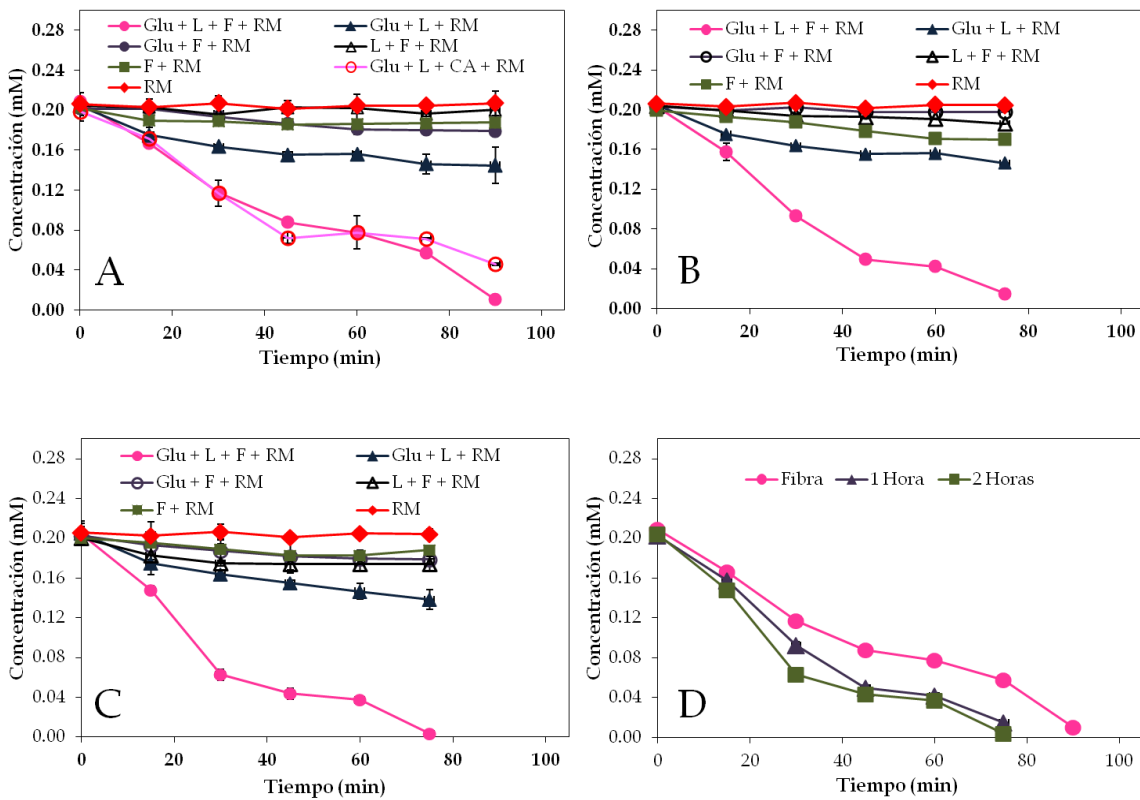 Glu + L + F + RM
Glu + L + RM
Glu + F + RM
L + F + RM
F + RM
Glu + L + CA + RM
RM
0.28
0.24
0.20
0.16
0.12
0.08
0.04
0.00
Concentración (mM)
0
20
40
60
80
100
Tiempo (min)
A
Glu + L + F + RM
Glu + L + RM
Glu + F + RM
L + F + RM
F + RM
RM
0.28
0.24
0.20
0.16
0.12
0.08
0.04
0.00
Concentración (mM)
0
20
40
60
80
100
Tiempo (min)
B
Glu + L + F + RM
Glu + L + RM
Glu + F + RM
L + F + RM
F + RM
RM
0.28
0.24
0.20
0.16
0.12
0.08
0.04
0.00
Concentración (mM)
0
20
40
60
80
100
Tiempo (min)
C
Fibra
1 Hora
2 Horas
0.28
0.24
0.20
0.16
0.12
0.08
0.04
0.00
Concentración (mM)
0
20
40
60
80
100
Tiempo (min)
D